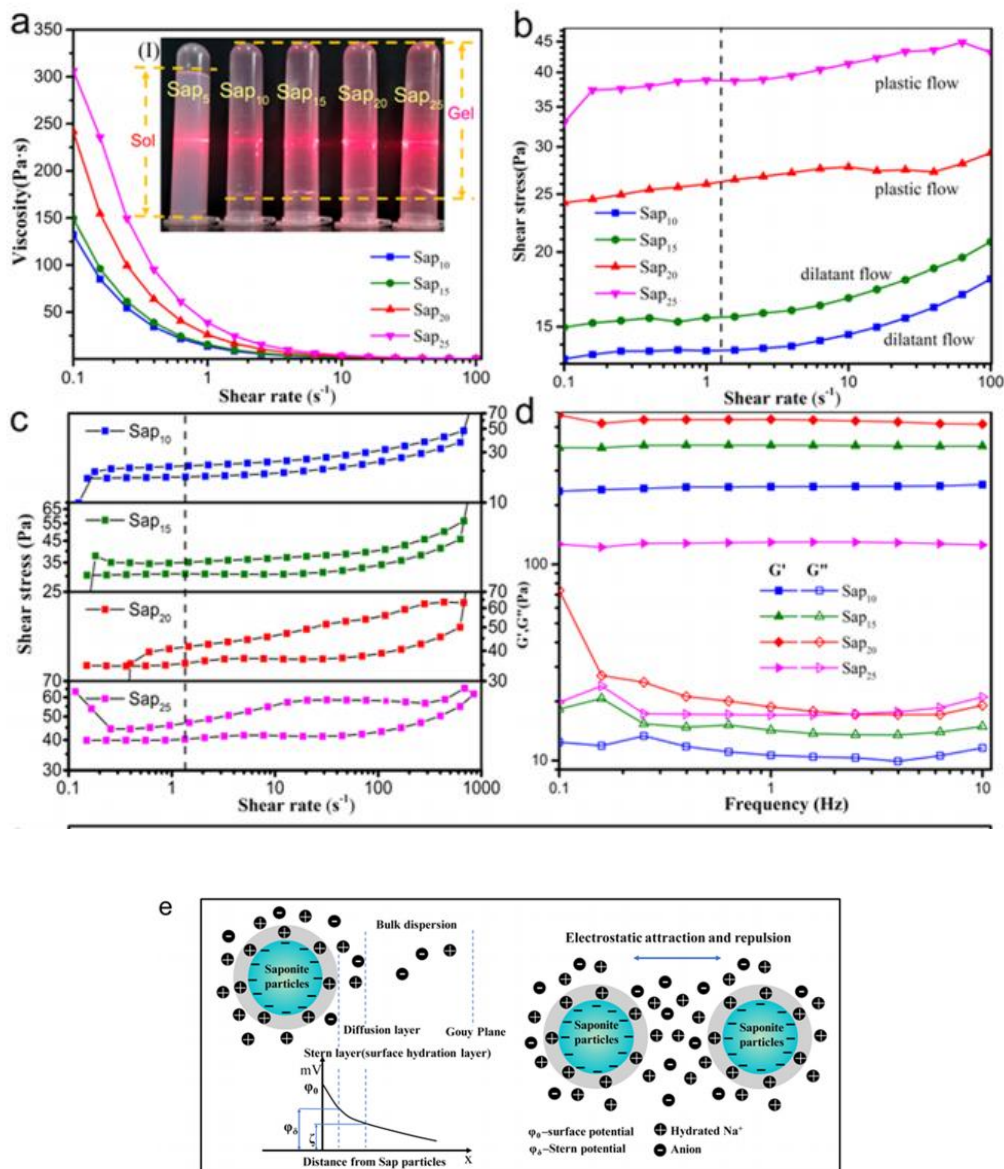 a
350
300
250
200
150
100
50
Viscosity(Pa·s)
(I)
Sap5
Sap10
Sap15
Sap20
Sap25
Sol
Gel
Sap10
Sap15
Sap20
Sap25
0.1
1
10
100
Shear rate (s-1)
b
45
40
35
30
25
20
15
Shear stress(Pa)
plastic flow
plastic flow
dilatant flow
dilatant flow
Sap10
Sap15
Sap20
Sap25
0.1
1
10
100
Shear rate (s-1)
c
Sap10
70
50
30
10
65
55
45
35
25
Sap15
Sap20
70
60
50
40
30
70
60
50
40
30
Sap25
Shear stress (Pa)
0.1
1
10
100
1000
Shear rate (s-1)
d
100
10
G',G"(Pa)
G' G"
Sap10
Sap15
Sap20
Sap25
0.1
1
10
Frequency (Hz)
e
Bulk dispersion
Saponite
particles
Diffusion layer
Gouy Plane
Stern layer(surface hydration layer)
mV
φ0
φδ
ζ
Distance from Sap particles
X
Electrostatic attraction and repulsion
Saponite
particles
Saponite
particles
φ0–surface potential
Hydrated Na+
φδ–Stern potential
Anion